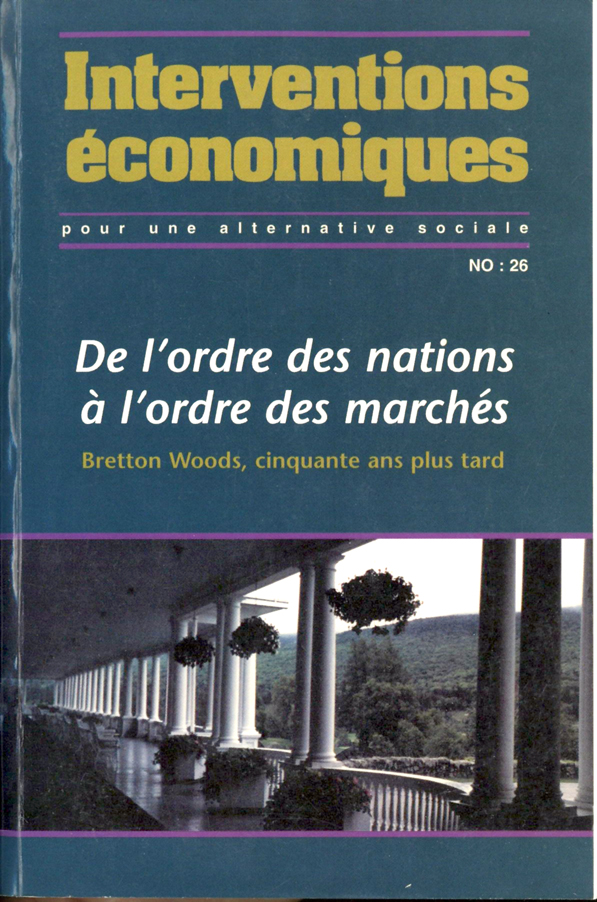 Interventions
économiques
pour une alternative sociale
NO : 26
De l'ordre des nations
à l'ordre des marchés
Bretton Woods, cinquante ans plus tard